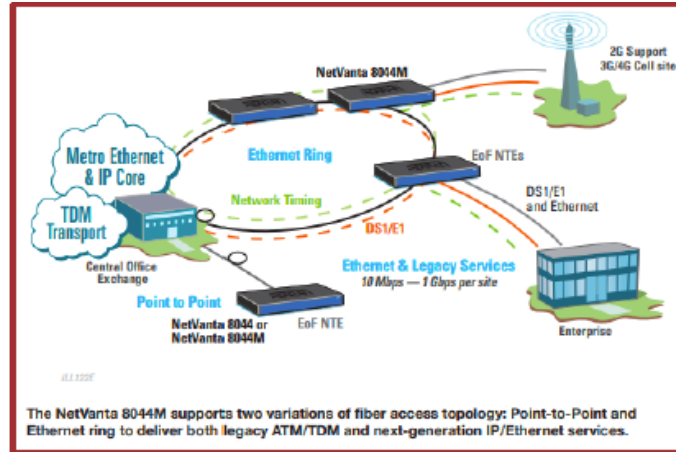 2G Support
3G/4G Cell site
NetVanta 8044M
Metro Ethernet
& IP Core
Ethernet Ring
EoF NTEs
TDM
Transport
Network Timing
DS1/E1
and Ethernet
DS1/E1
Central Office
Exchange
Ethernet & Legacy Services
10 Mbps — 1 Gbps per site
Point to Point
NetVanta 8044 or
NetVanta 8044M
EoF NTE
Enterprise
The NetVanta 8044M supports two variations of fiber access topology: Point-to-Point and
Ethernet ring to deliver both legacy ATM/TDM and next-generation IP/Ethernet services.